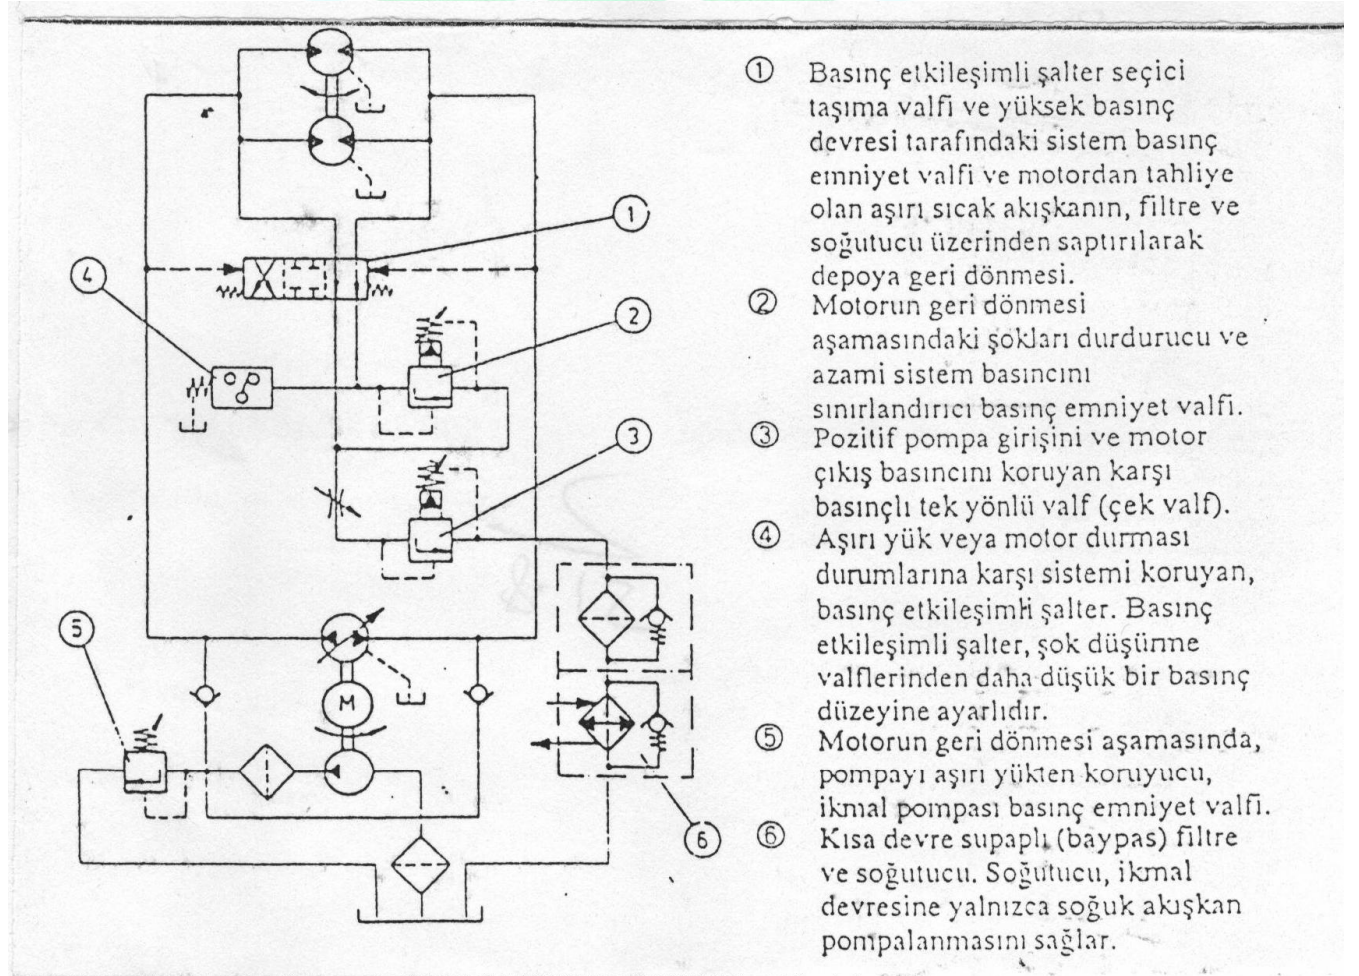 ① Basınç etkileşimli şalter seçici
taşıma valfi ve yüksek basınç
devresi tarafındaki sistem basınç
emniyet valfi ve motordan tahliye
olan aşırı sıcak akışkanın, filtre ve
soğutucu üzerinden saptırılarak
depoya geri dönmesi.
② Motorun geri dönmesi
aşamasındaki şokları durdurucu ve
azami sistem basıncını
sınırlandırıcı basınç emniyet valfi.
③ Pozitif pompa girişini ve motor
çıkış basıncını koruyan karşı
basınçlı tek yönlü valf (çek valf).
④ Aşırı yük veya motor durması
durumlarına karşı sistemi koruyan,
basınç etkileşimli şalter. Basınç
etkileşimli şalter, şok düşürme
valflerinden daha düşük bir basınç
düzeyine ayarlıdır.
⑤ Motorun geri dönmesi aşamasında,
pompayı aşırı yükten koruyucu,
ikmal pompası basınç emniyet valfi.
⑥ Kısa devre supaplı (baypas) filtre
ve soğutucu. Soğutucu, ikmal
devresine yalnızca soğuk akışkan
pompalanmasını sağlar.
1
4
2
3
5
M
6